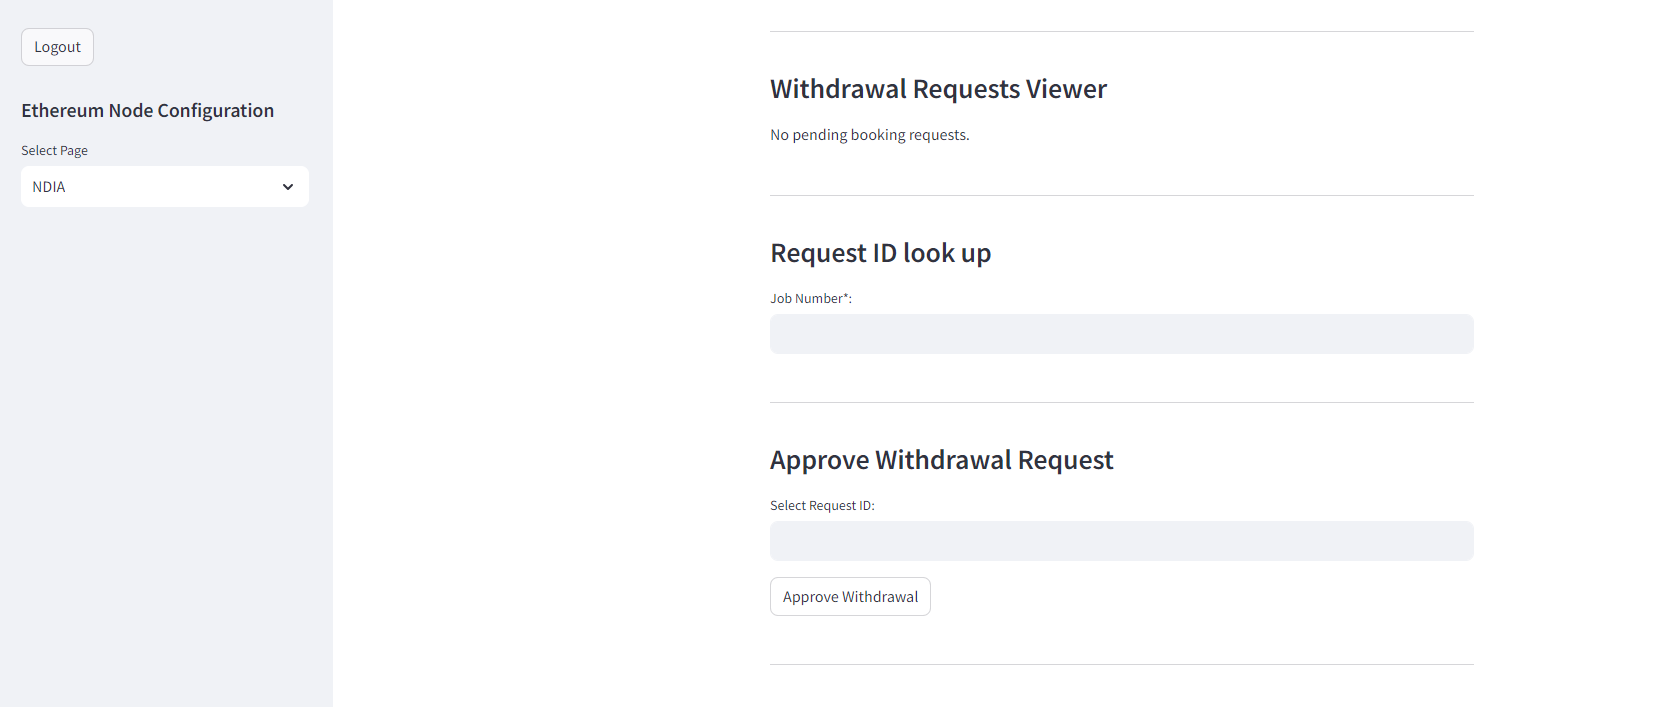 Logout
Ethereum Node Configuration
Select Page
NDIA
Withdrawal Requests Viewer
No pending booking requests.
Request ID look up
Job Number*:
Approve Withdrawal Request
Select Request ID:
Approve Withdrawal